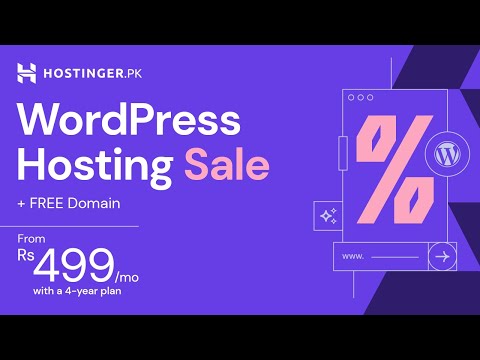 HOSTINGER.PK
WordPress
Hosting Sale
+ FREE Domain
From
Rs 499/mo
with a 4-year plan
%
www.